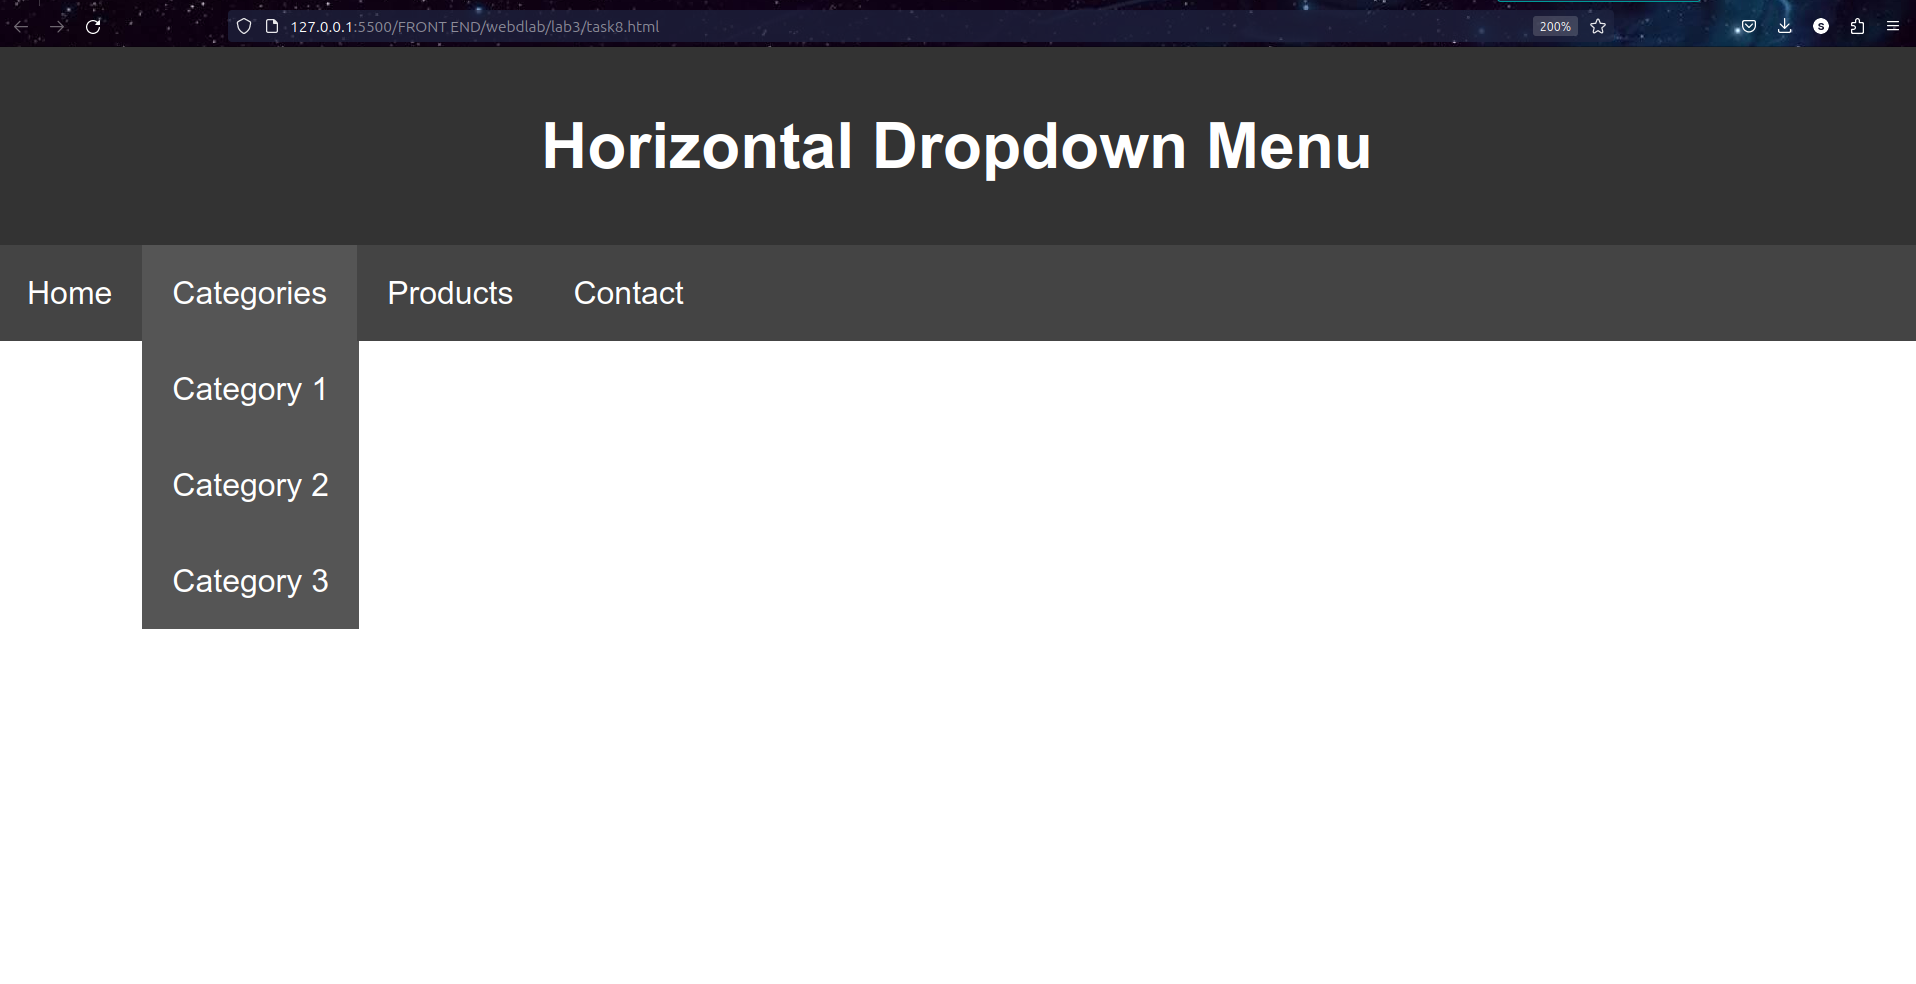 127.0.0.1:5500/FRONT END/webdlab/lab3/task8.html 200% S
Horizontal Dropdown Menu
Home Categories Products Contact
Category 1
Category 2
Category 3